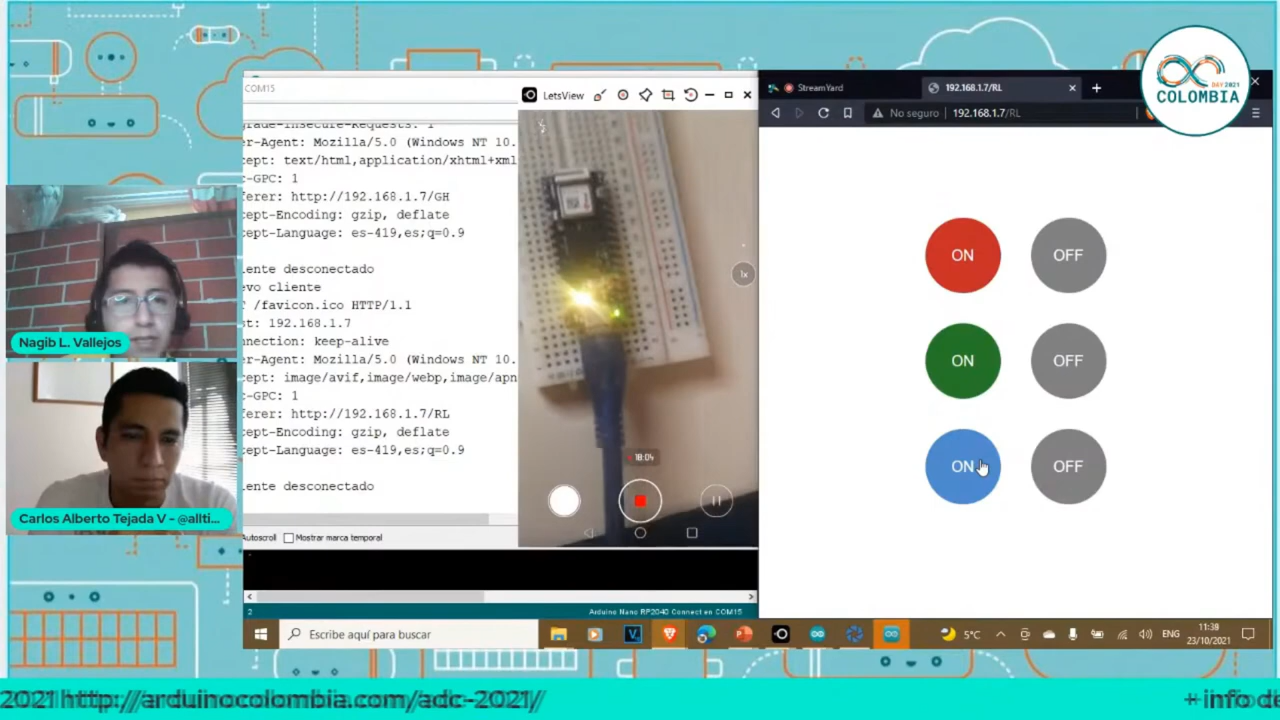 DAY 2021
COLOMBIA
COM15
grade-Insecure-Requests: 1
er-Agent: Mozilla/5.0 (Windows NT 10.
cept: text/html,application/xhtml+xml
c-GPC: 1
ferer: http://192.168.1.7/GH
cept-Encoding: gzip, deflate
cept-Language: es-419,es;q=0.9
iente desconectado
evo cliente
T /favicon.ico HTTP/1.1
st: 192.168.1.7
nnection: keep-alive
er-Agent: Mozilla/5.0 (Windows NT 10.
cept: image/avif,image/webp,image/apn
c-GPC: 1
ferer: http://192.168.1.7/RL
cept-Encoding: gzip, deflate
cept-Language: es-419,es;q=0.9
iente desconectado
Autoscroll Mostrar marca temporal
2
Arduino Nano RP2040 Connect en COM15
LetsView
1x
18:04
StreamYard
192.168.1.7/RL
No seguro 192.168.1.7/RL
ON OFF
ON OFF
ON OFF
Nagib L. Vallejos
Carlos Alberto Tejada V - @allti...
Escribe aquí para buscar
5°C
ENG
11:39
23/10/2021
2021 http://arduinocolombia.com/adc-2021/
+ info de